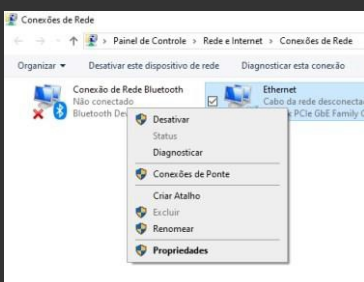 Conexões de Rede
Painel de Controle › Rede e Internet › Conexões de Rede
Organizar Desativar este dispositivo de rede Diagnosticar esta conexão
Conexão de Rede Bluetooth
Não conectado
Bluetooth
Ethernet
Cabo da rede desconectado
PCIe GbE Family
Desativar
Status
Diagnosticar
Conexões de Ponte
Criar Atalho
Excluir
Renomear
Propriedades